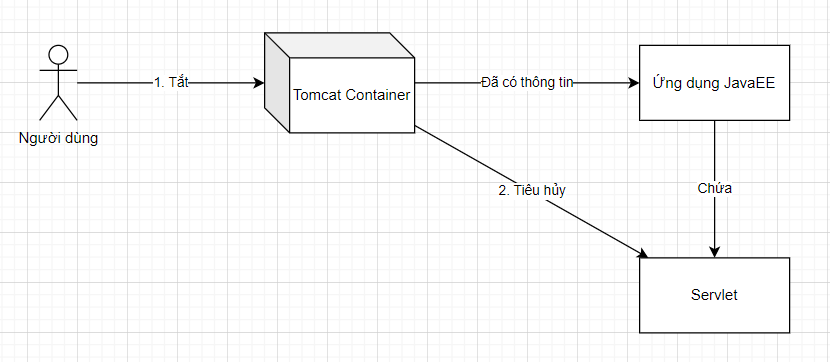 1. Tắt
Đã có thông tin
Ứng dụng JavaEE
Tomcat Container
Người dùng
2. Tiêu hủy
Chứa
Servlet